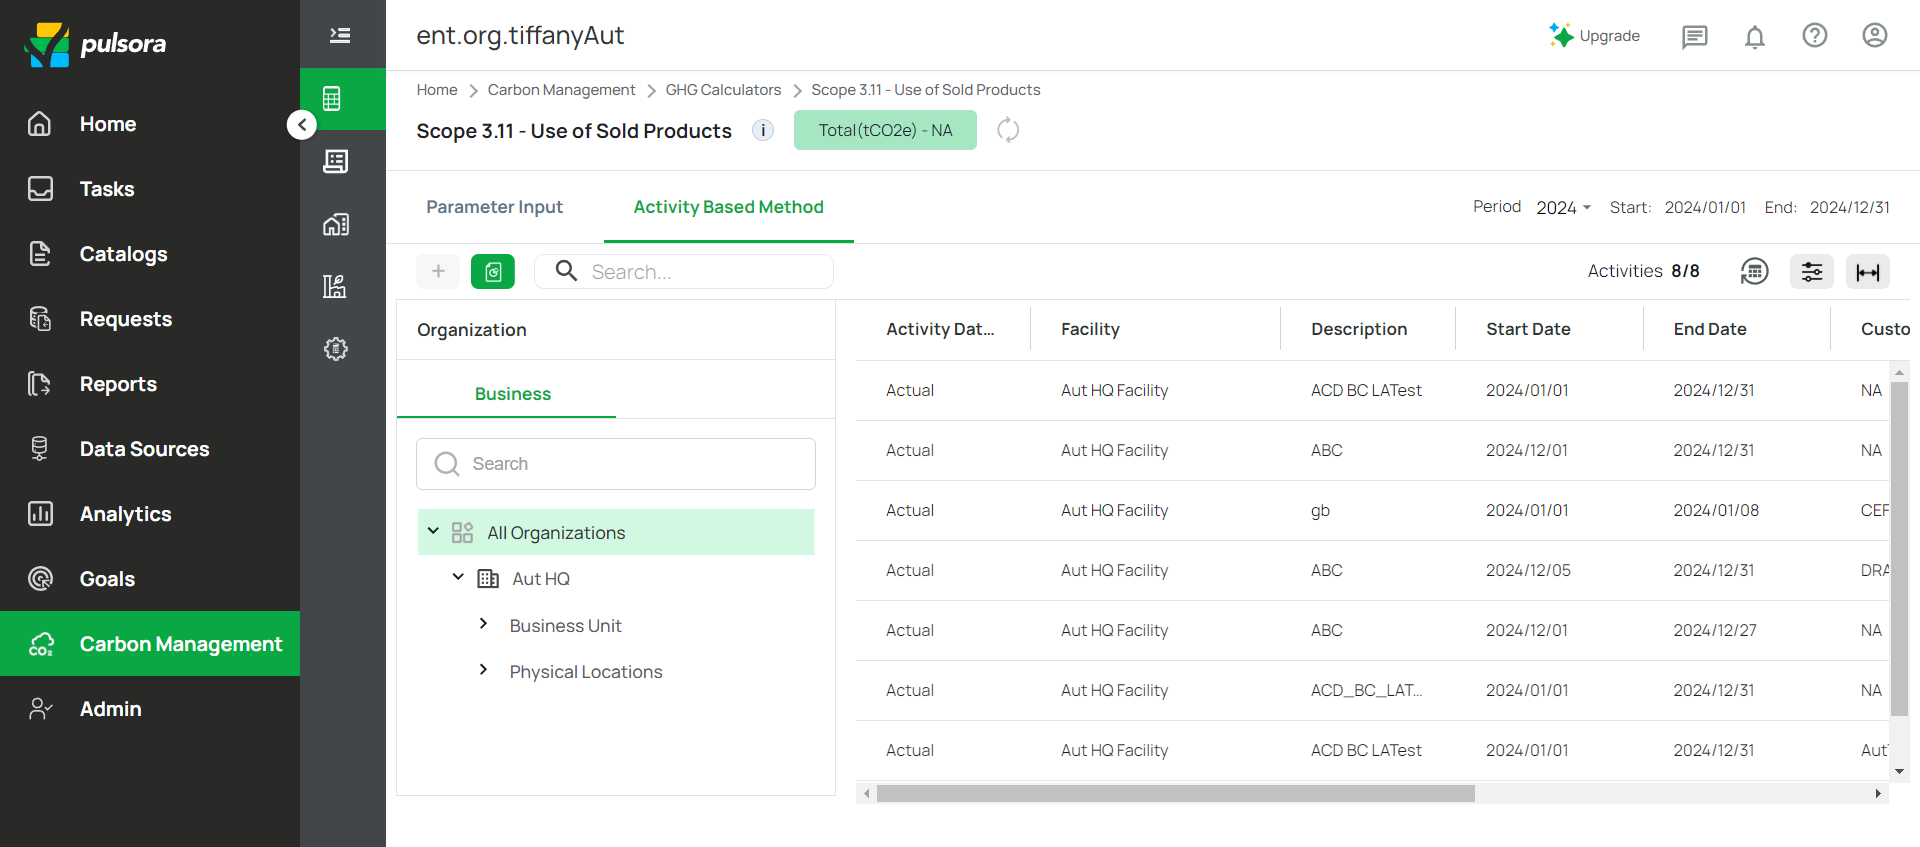 pulsora
Home
Tasks
Catalogs
Requests
Reports
Data Sources
Analytics
Goals
CO₂ Carbon Management
Admin
ent.org.tiffanyAut
Upgrade
Home > Carbon Management > GHG Calculators > Scope 3.11 - Use of Sold Products
Scope 3.11 - Use of Sold Products i Total(tCO2e) - NA
Parameter Input Activity Based Method
Period 2024 Start: 2024/01/01 End: 2024/12/31
+ Search...
Activities 8/8
Organization
Business
Search
All Organizations
Aut HQ
Business Unit
Physical Locations
Activity Dat... Facility Description Start Date End Date Custo
Actual Aut HQ Facility ACD BC LATest 2024/01/01 2024/12/31 NA
Actual Aut HQ Facility ABC 2024/12/01 2024/12/31 NA
Actual Aut HQ Facility gb 2024/01/01 2024/01/08 CEF
Actual Aut HQ Facility ABC 2024/12/05 2024/12/31 DRA
Actual Aut HQ Facility ABC 2024/12/01 2024/12/27 NA
Actual Aut HQ Facility ACD_BC_LAT... 2024/01/01 2024/12/31 NA
Actual Aut HQ Facility ACD BC LATest 2024/01/01 2024/12/31 Aut